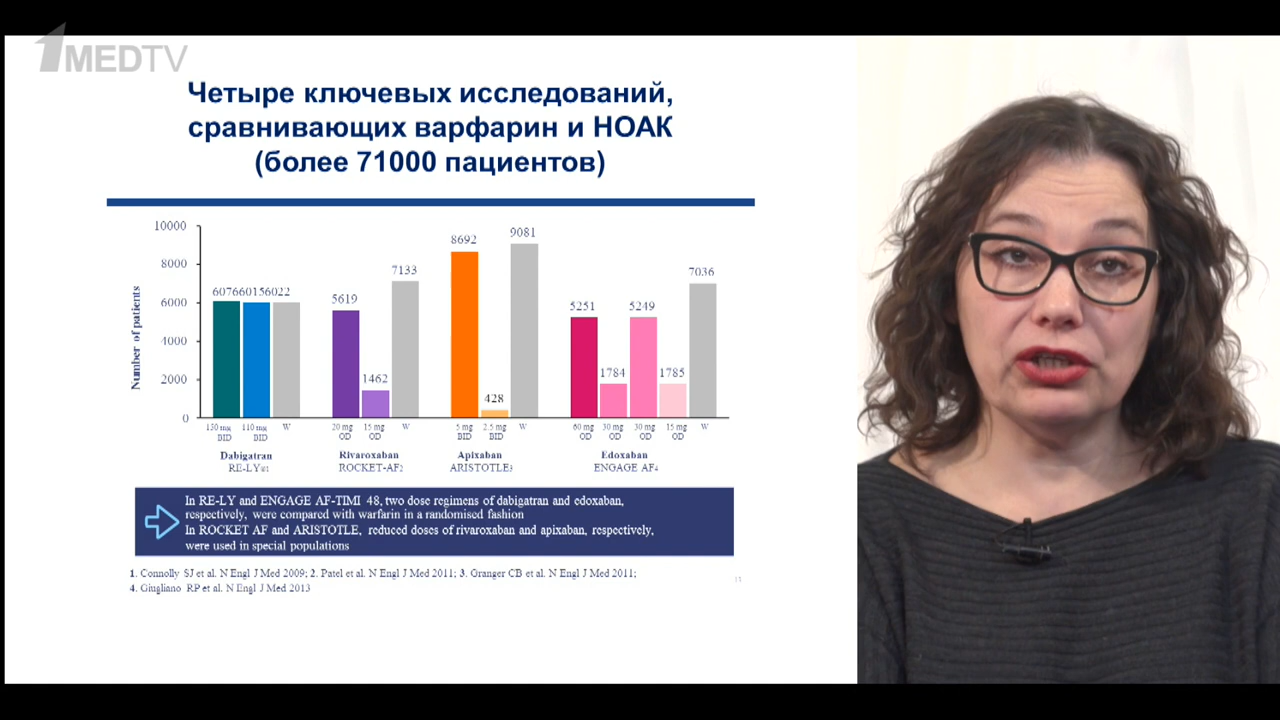 1MEDTV
Четыре ключевых исследований,
сравнивающих варфарин и НОАК
(более 71000 пациентов)
Number of patients
10000
8000
6000
4000
2000
0
6076 6015 6022
5619
1462
7133
8692
428
9081
5251
1784
5249
1785
7036
150 mg BID
110 mg BID
W
20 mg OD
15 mg OD
W
5 mg BID
2.5 mg BID
W
60 mg OD
30 mg OD
30 mg OD
15 mg OD
W
Dabigatran
RE-LY®1
Rivaroxaban
ROCKET-AF2
Apixaban
ARISTOTLE3
Edoxaban
ENGAGE AF4
In RE-LY and ENGAGE AF-TIMI 48, two dose regimens of dabigatran and edoxaban,
respectively, were compared with warfarin in a randomised fashion
In ROCKET AF and ARISTOTLE, reduced doses of rivaroxaban and apixaban, respectively,
were used in special populations
1. Connolly SJ et al. N Engl J Med 2009; 2. Patel et al. N Engl J Med 2011; 3. Granger CB et al. N Engl J Med 2011;
4. Giugliano RP et al. N Engl J Med 2013